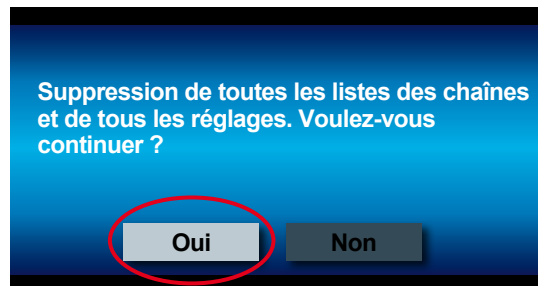 Suppression de toutes les listes des chaînes
et de tous les réglages. Voulez-vous
continuer ?
Oui Non